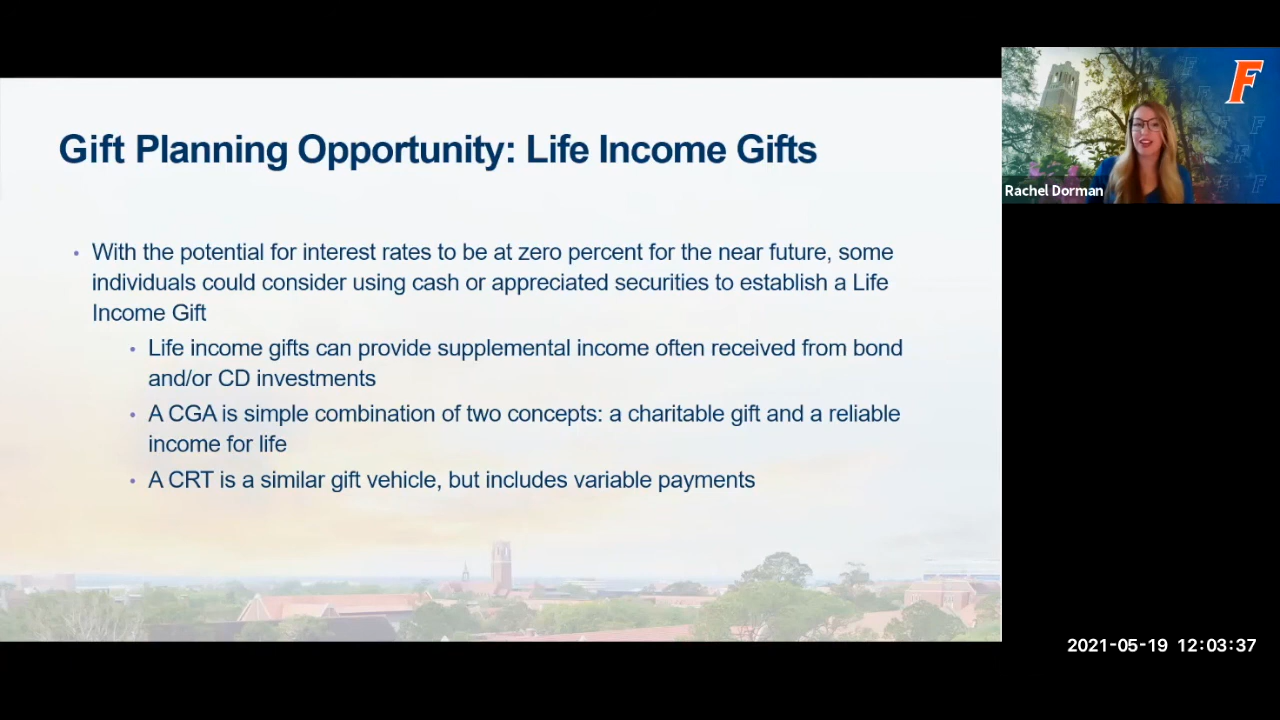 Gift Planning Opportunity: Life Income Gifts
• With the potential for interest rates to be at zero percent for the near future, some
individuals could consider using cash or appreciated securities to establish a Life
Income Gift
• Life income gifts can provide supplemental income often received from bond
and/or CD investments
• A CGA is simple combination of two concepts: a charitable gift and a reliable
income for life
• A CRT is a similar gift vehicle, but includes variable payments
F
Rachel Dorman
2021-05-19 12:03:37